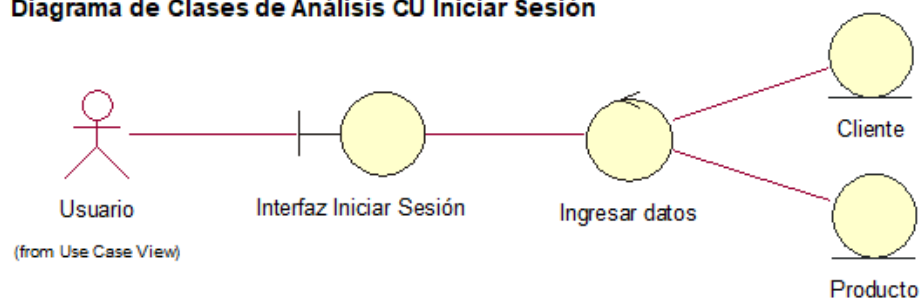 Diagrama de Clases de Análisis CU Iniciar Sesión
Usuario
(from Use Case View)
Interfaz Iniciar Sesión
Ingresar datos
Cliente
Producto